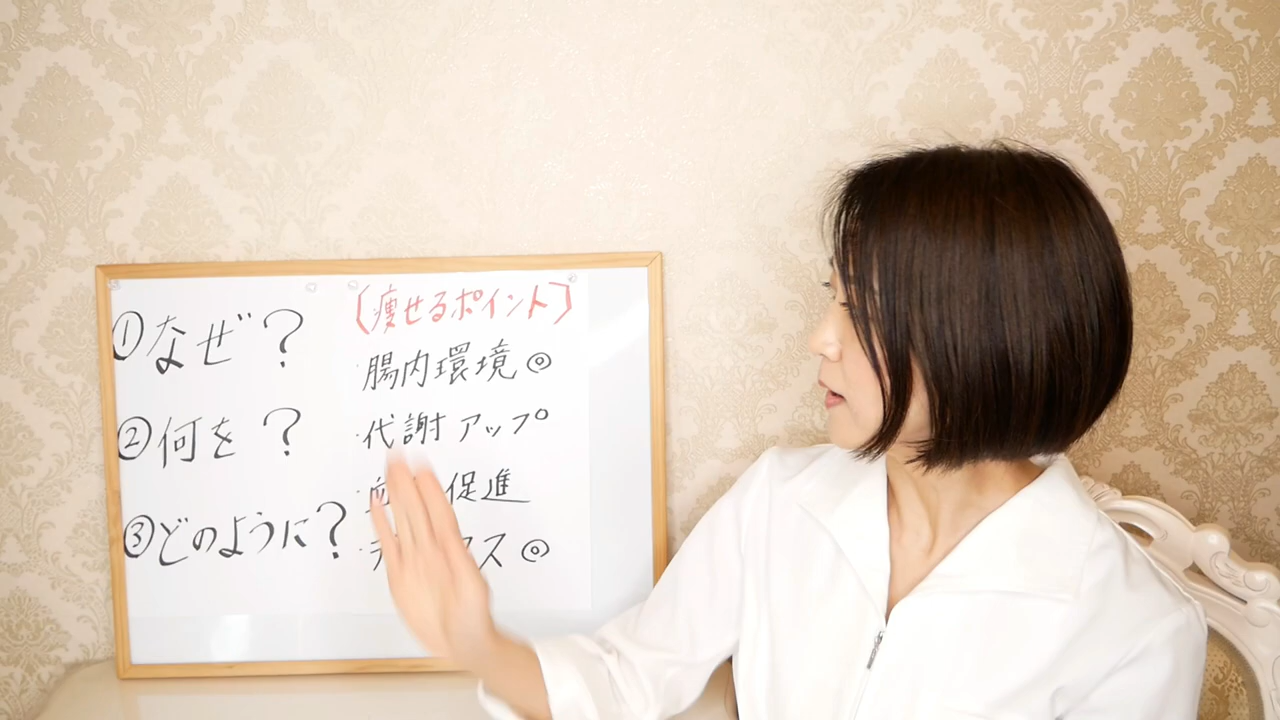 ①なぜ？
②何を？
③どのように？
〔痩せるポイント〕
・腸内環境◎
・代謝アップ
促進
ス◎